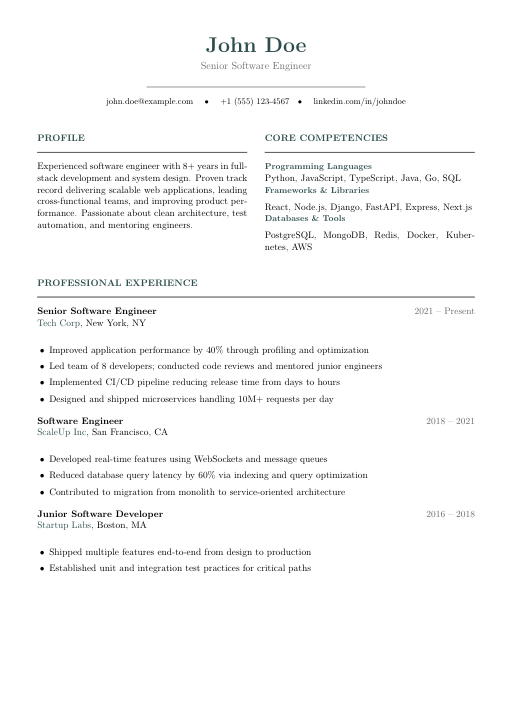 John Doe
Senior Software Engineer
john.doe@example.com • +1 (555) 123-4567 • linkedin.com/in/johndoe
PROFILE
Experienced software engineer with 8+ years in full-
stack development and system design. Proven track
record delivering scalable web applications, leading
cross-functional teams, and improving product per-
formance. Passionate about clean architecture, test
automation, and mentoring engineers.
CORE COMPETENCIES
Programming Languages
Python, JavaScript, TypeScript, Java, Go, SQL
Frameworks & Libraries
React, Node.js, Django, FastAPI, Express, Next.js
Databases & Tools
PostgreSQL, MongoDB, Redis, Docker, Kuber-
netes, AWS
PROFESSIONAL EXPERIENCE
Senior Software Engineer 2021 – Present
Tech Corp, New York, NY
• Improved application performance by 40% through profiling and optimization
• Led team of 8 developers; conducted code reviews and mentored junior engineers
• Implemented CI/CD pipeline reducing release time from days to hours
• Designed and shipped microservices handling 10M+ requests per day
Software Engineer 2018 – 2021
ScaleUp Inc, San Francisco, CA
• Developed real-time features using WebSockets and message queues
• Reduced database query latency by 60% via indexing and query optimization
• Contributed to migration from monolith to service-oriented architecture
Junior Software Developer 2016 – 2018
Startup Labs, Boston, MA
• Shipped multiple features end-to-end from design to production
• Established unit and integration test practices for critical paths